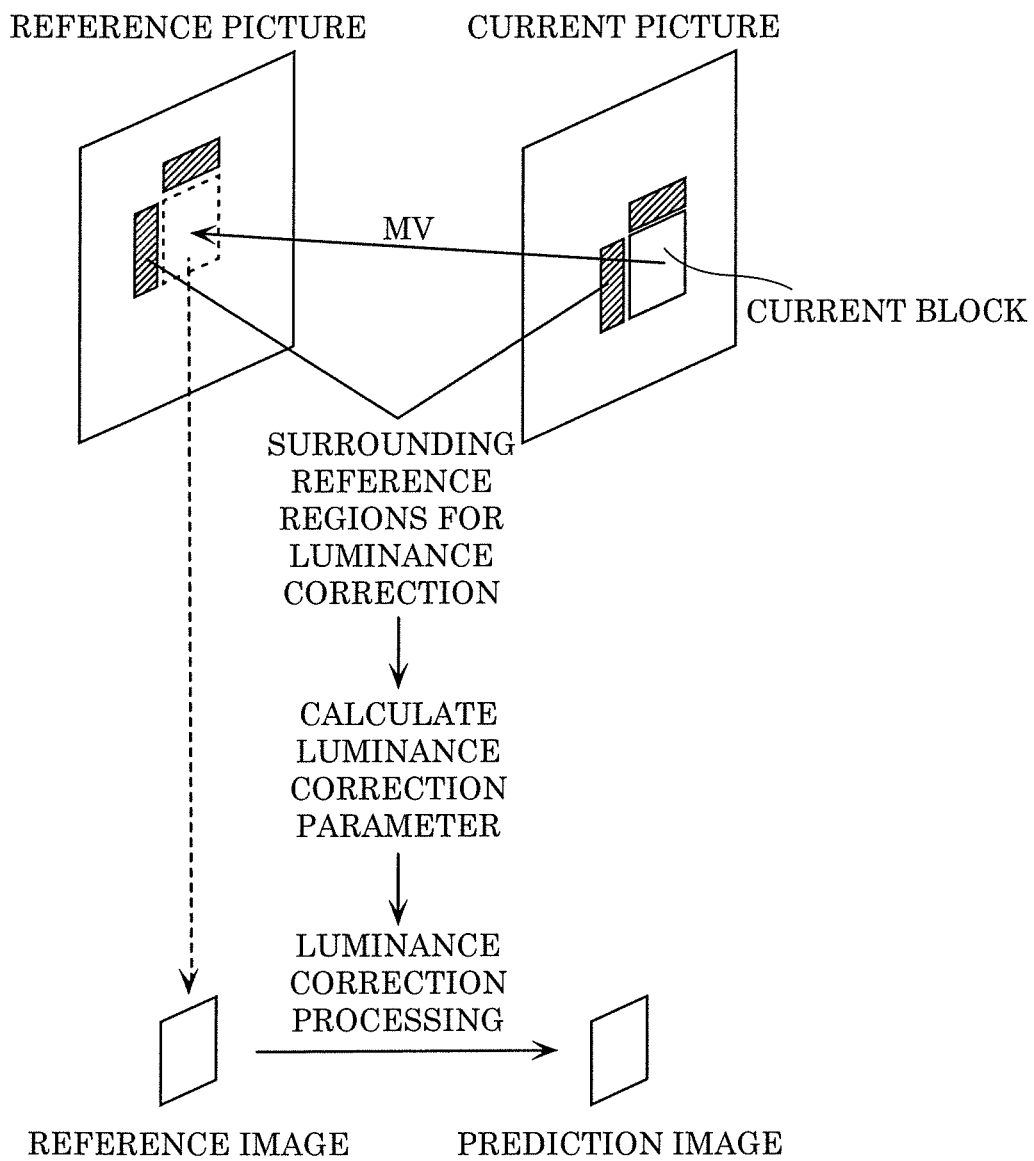 REFERENCE PICTURE
CURRENT PICTURE
MV
CURRENT BLOCK
SURROUNDING
REFERENCE
REGIONS FOR
LUMINANCE
CORRECTION
CALCULATE
LUMINANCE
CORRECTION
PARAMETER
LUMINANCE
CORRECTION
PROCESSING
REFERENCE IMAGE
PREDICTION IMAGE